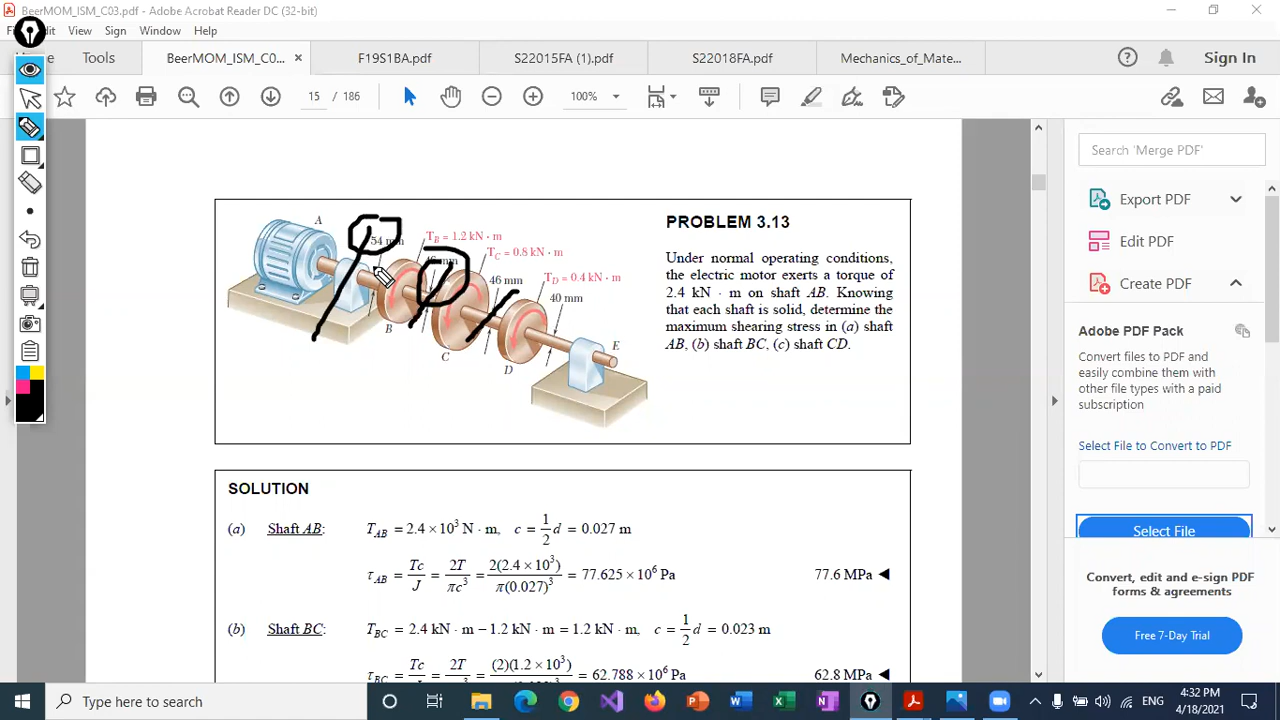 BeerMOM_ISM_C03.pdf - Adobe Acrobat Reader DC (32-bit)
View Sign Window Help
Tools BeerMOM_ISM_C0... × F19S1BA.pdf S22015FA (1).pdf S22018FA.pdf Mechanics_of_Mate... Sign In
15 / 186 100%
A
54 mm
T_B = 1.2 kN · m
T_C = 0.8 kN · m
46 mm
T_D = 0.4 kN · m
40 mm
B
C
D
E
PROBLEM 3.13
Under normal operating conditions,
the electric motor exerts a torque of
2.4 kN · m on shaft AB. Knowing
that each shaft is solid, determine the
maximum shearing stress in (a) shaft
AB, (b) shaft BC, (c) shaft CD.
SOLUTION
(a) Shaft AB: T_AB = 2.4 × 10³ N · m, c = 1/2 d = 0.027 m
τ_AB = Tc/J = 2T/πc³ = 2(2.4 × 10³)/π(0.027)³ = 77.625 × 10⁶ Pa 77.6 MPa ◄
(b) Shaft BC: T_BC = 2.4 kN · m − 1.2 kN · m = 1.2 kN · m, c = 1/2 d = 0.023 m
τ_BC = Tc = 2T = (2)(1.2 × 10³) = 62.788 × 10⁶ Pa 62.8 MPa ◄
Search 'Merge PDF'
Export PDF
Edit PDF
Create PDF
Adobe PDF Pack
Convert files to PDF and
easily combine them with
other file types with a paid
subscription
Select File to Convert to PDF
Select File
Convert, edit and e-sign PDF
forms & agreements
Free 7-Day Trial
Type here to search
ENG
4:32 PM
4/18/2021